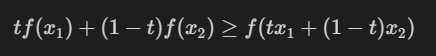 tf(x₁) + (1 − t)f(x₂) ≥ f(tx₁ + (1 − t)x₂)